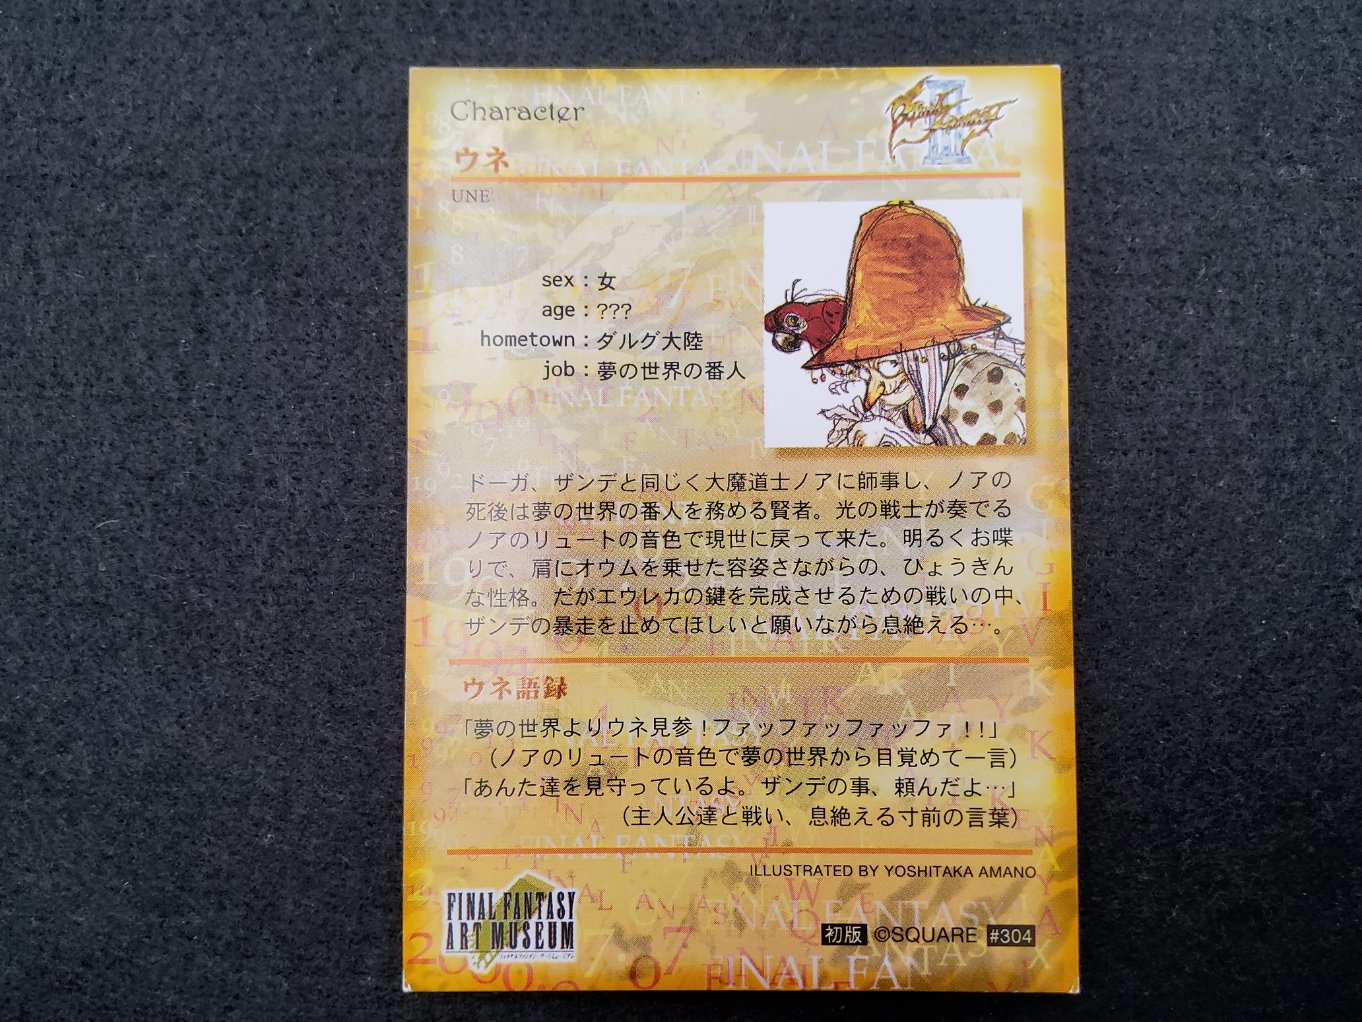 Character
FINAL FANTASY III
ウネ
UNE
sex：女
age：???
hometown：ダルグ大陸
job：夢の世界の番人
ドーガ、ザンデと同じく大魔道士ノアに師事し、ノアの
死後は夢の世界の番人を務める賢者。光の戦士が奏でる
ノアのリュートの音色で現世に戻って来た。明るくお喋
りで、肩にオウムを乗せた容姿さながらの、ひょうきん
な性格。だがエウレカの鍵を完成させるための戦いの中、
ザンデの暴走を止めてほしいと願いながら息絶える…。
ウネ語録
「夢の世界よりウネ見参！ファッファッファッファ！！」
（ノアのリュートの音色で夢の世界から目覚めて一言）
「あんた達を見守っているよ。ザンデの事、頼んだよ…」
（主人公達と戦い、息絶える寸前の言葉）
ILLUSTRATED BY YOSHITAKA AMANO
FINAL FANTASY
ART MUSEUM
初版 ©SQUARE #304